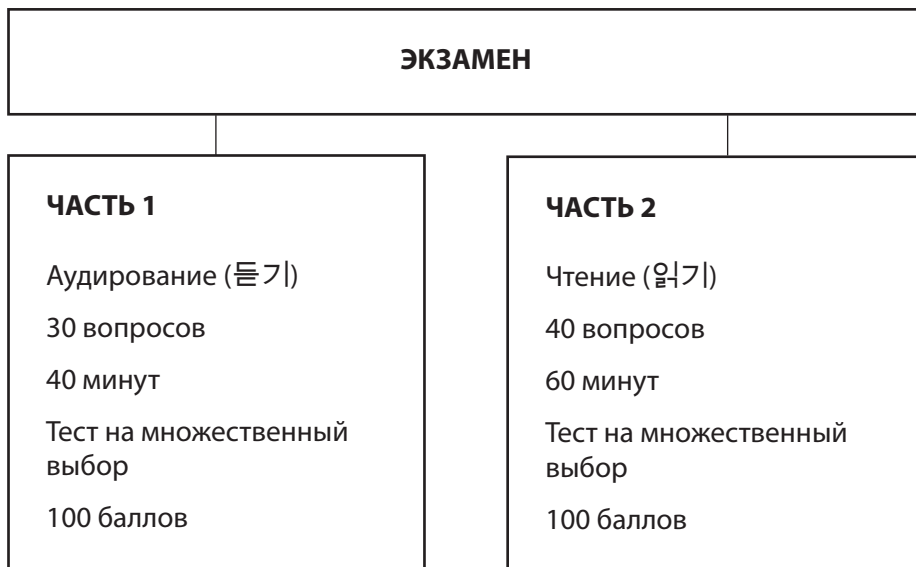 ЭКЗАМЕН
ЧАСТЬ 1
Аудирование (듣기)
30 вопросов
40 минут
Тест на множественный
выбор
100 баллов
ЧАСТЬ 2
Чтение (읽기)
40 вопросов
60 минут
Тест на множественный
выбор
100 баллов